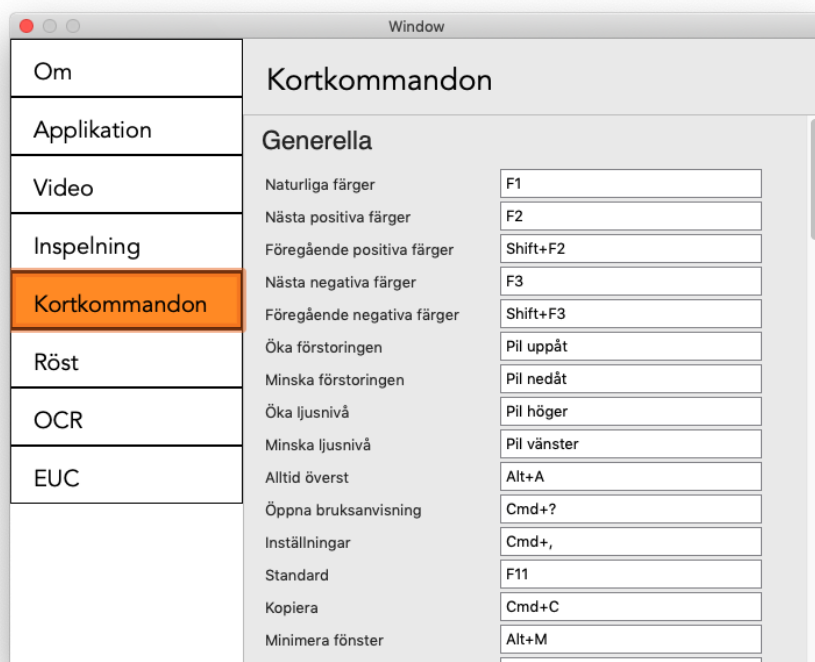 Window
Om
Applikation
Video
Inspelning
Kortkommandon
Röst
OCR
EUC
Kortkommandon
Generella
Naturliga färger F1
Nästa positiva färger F2
Föregående positiva färger Shift+F2
Nästa negativa färger F3
Föregående negativa färger Shift+F3
Öka förstoringen Pil uppåt
Minska förstoringen Pil nedåt
Öka ljusnivå Pil höger
Minska ljusnivå Pil vänster
Alltid överst Alt+A
Öppna bruksanvisning Cmd+?
Inställningar Cmd+,
Standard F11
Kopiera Cmd+C
Minimera fönster Alt+M